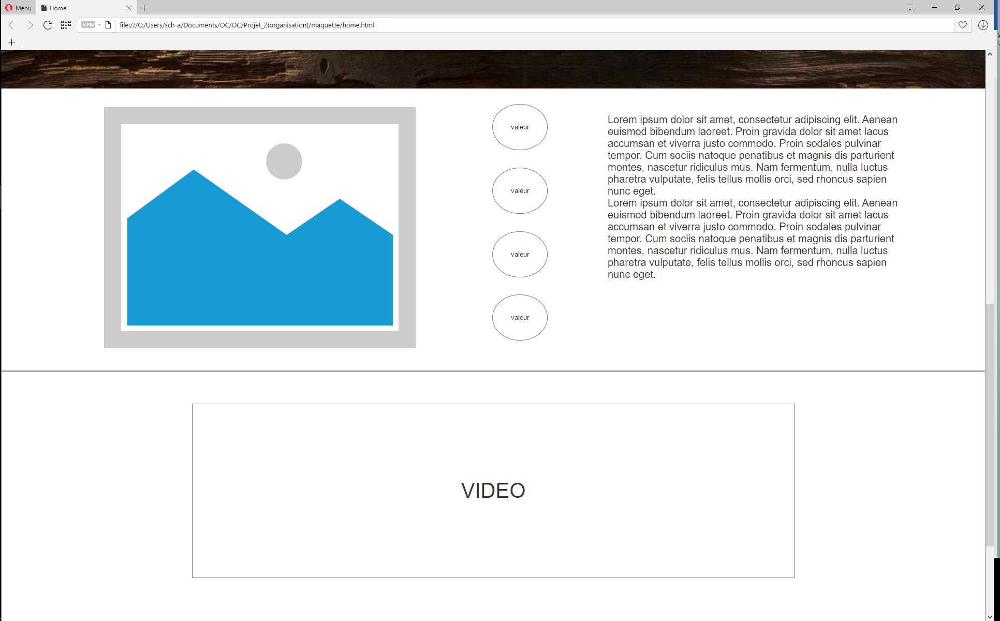 Menu
Home
VPN
file:///C:/Users/sch-a/Documents/OC/OC/Projet_2(organisation)/maquette/home.html
valeur
valeur
valeur
valeur
Lorem ipsum dolor sit amet, consectetur adipiscing elit. Aenean
euismod bibendum laoreet. Proin gravida dolor sit amet lacus
accumsan et viverra justo commodo. Proin sodales pulvinar
tempor. Cum sociis natoque penatibus et magnis dis parturient
montes, nascetur ridiculus mus. Nam fermentum, nulla luctus
pharetra vulputate, felis tellus mollis orci, sed rhoncus sapien
nunc eget.
Lorem ipsum dolor sit amet, consectetur adipiscing elit. Aenean
euismod bibendum laoreet. Proin gravida dolor sit amet lacus
accumsan et viverra justo commodo. Proin sodales pulvinar
tempor. Cum sociis natoque penatibus et magnis dis parturient
montes, nascetur ridiculus mus. Nam fermentum, nulla luctus
pharetra vulputate, felis tellus mollis orci, sed rhoncus sapien
nunc eget.
VIDEO